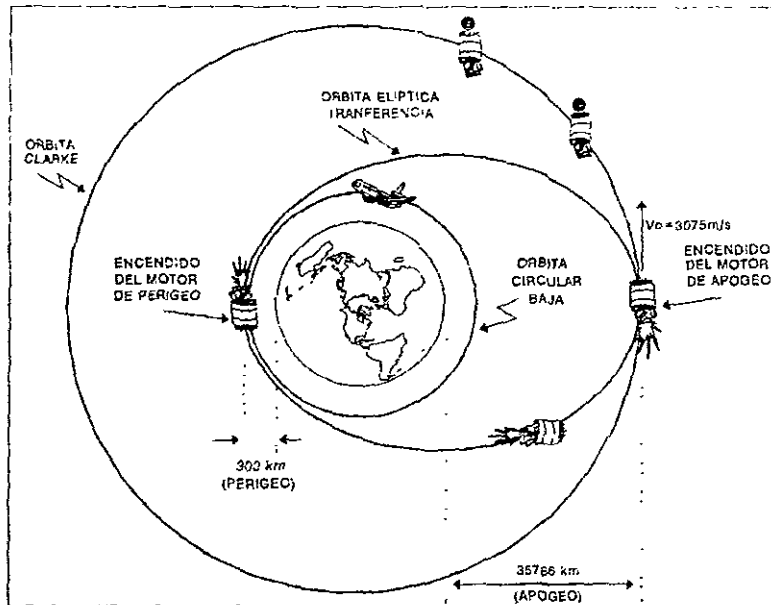 ORBITA ELIPTICA
TRANFERENCIA
ORBITA
CLARKE
Vo = 3075m/s
ENCENDIDO
DEL MOTOR
DE PERIGEO
ORBITA
CIRCULAR
BAJA
ENCENDIDO
DEL MOTOR
DE APOGEO
300 km
(PERIGEO)
35786 km
(APOGEO)